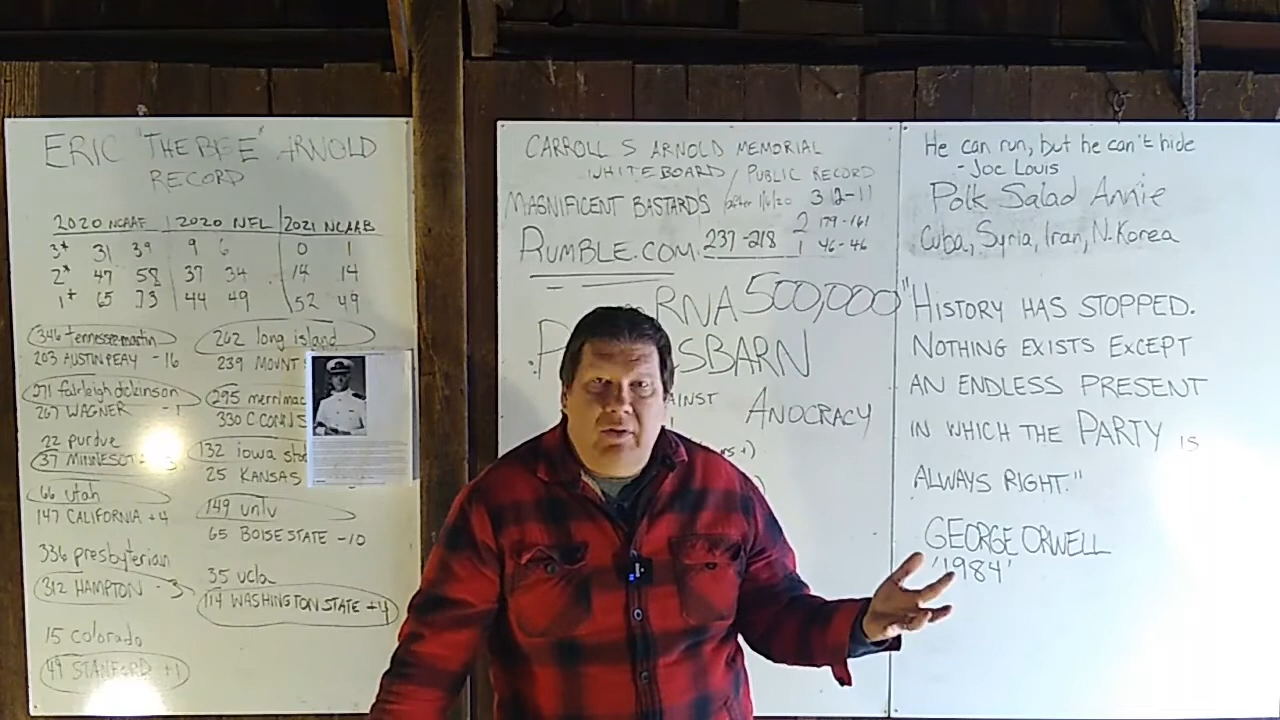 ERIC "THE BEE" ARNOLD
RECORD
2020 NCAAF 2020 NFL 2021 NCAAB
3* 31 39 9 6 0 1
2* 47 58 37 34 14 14
1* 65 73 44 49 52 49
346 tennessee-martin
203 AUSTIN PEAY -16
271 fairleigh dickinson
267 WAGNER - 1
22 purdue
37 MINNESOTA
66 utah
147 CALIFORNIA +4
336 presbyterian
312 HAMPTON - 3
15 colorado
49 STANFORD +1
262 long island
239 MOUNT
295 merrimac
330 C CONN S
132 iowa
25 KANSAS
149 unlv
65 BOISE STATE -10
35 ucla
114 WASHINGTON STATE +4
CARROLL S ARNOLD MEMORIAL
WHITEBOARD / PUBLIC RECORD
MAGNIFICENT BASTARDS 3 12-11
2 179-161
RUMBLE.COM 237-218 1 46-46
RNA 500,000
SBARN
AINST ANOCRACY
He can run, but he can't hide
- Joe Louis
Polk Salad Annie
Cuba, Syria, Iran, N. Korea
"HISTORY HAS STOPPED.
NOTHING EXISTS EXCEPT
AN ENDLESS PRESENT
IN WHICH THE PARTY IS
ALWAYS RIGHT."
GEORGE ORWELL
'1984'